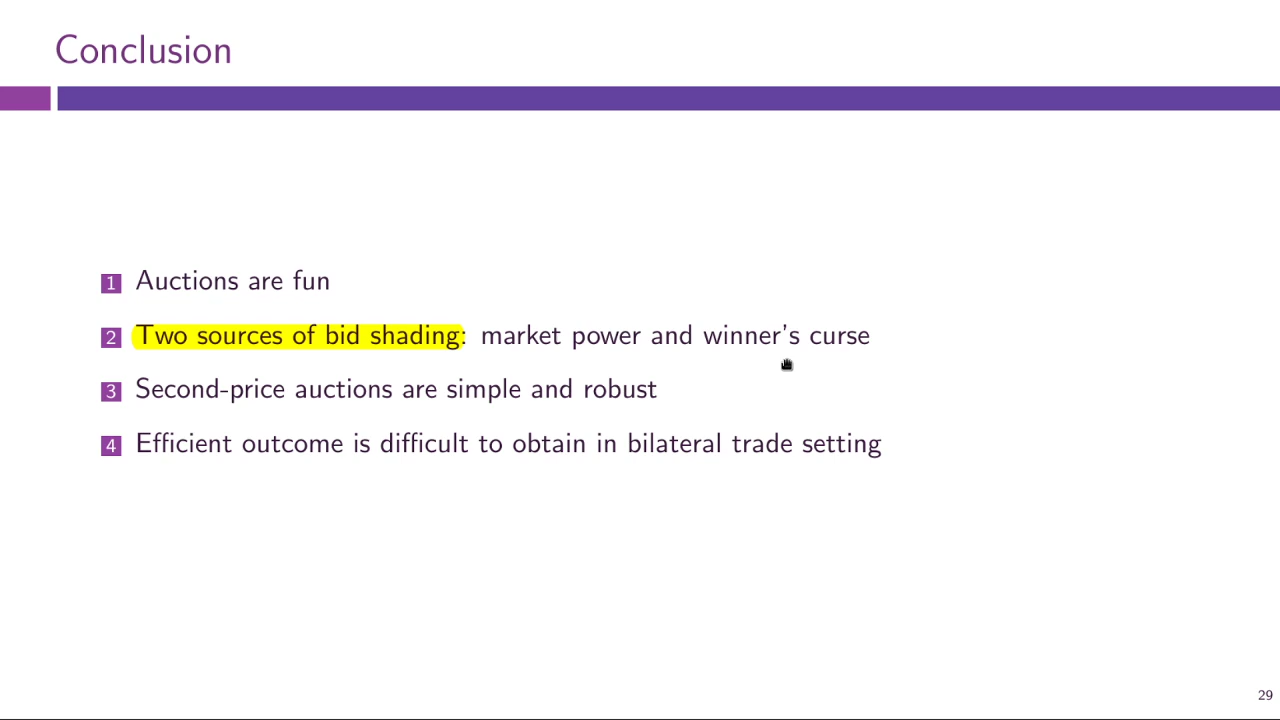 Conclusion
1 Auctions are fun
2 Two sources of bid shading: market power and winner's curse
3 Second-price auctions are simple and robust
4 Efficient outcome is difficult to obtain in bilateral trade setting
29